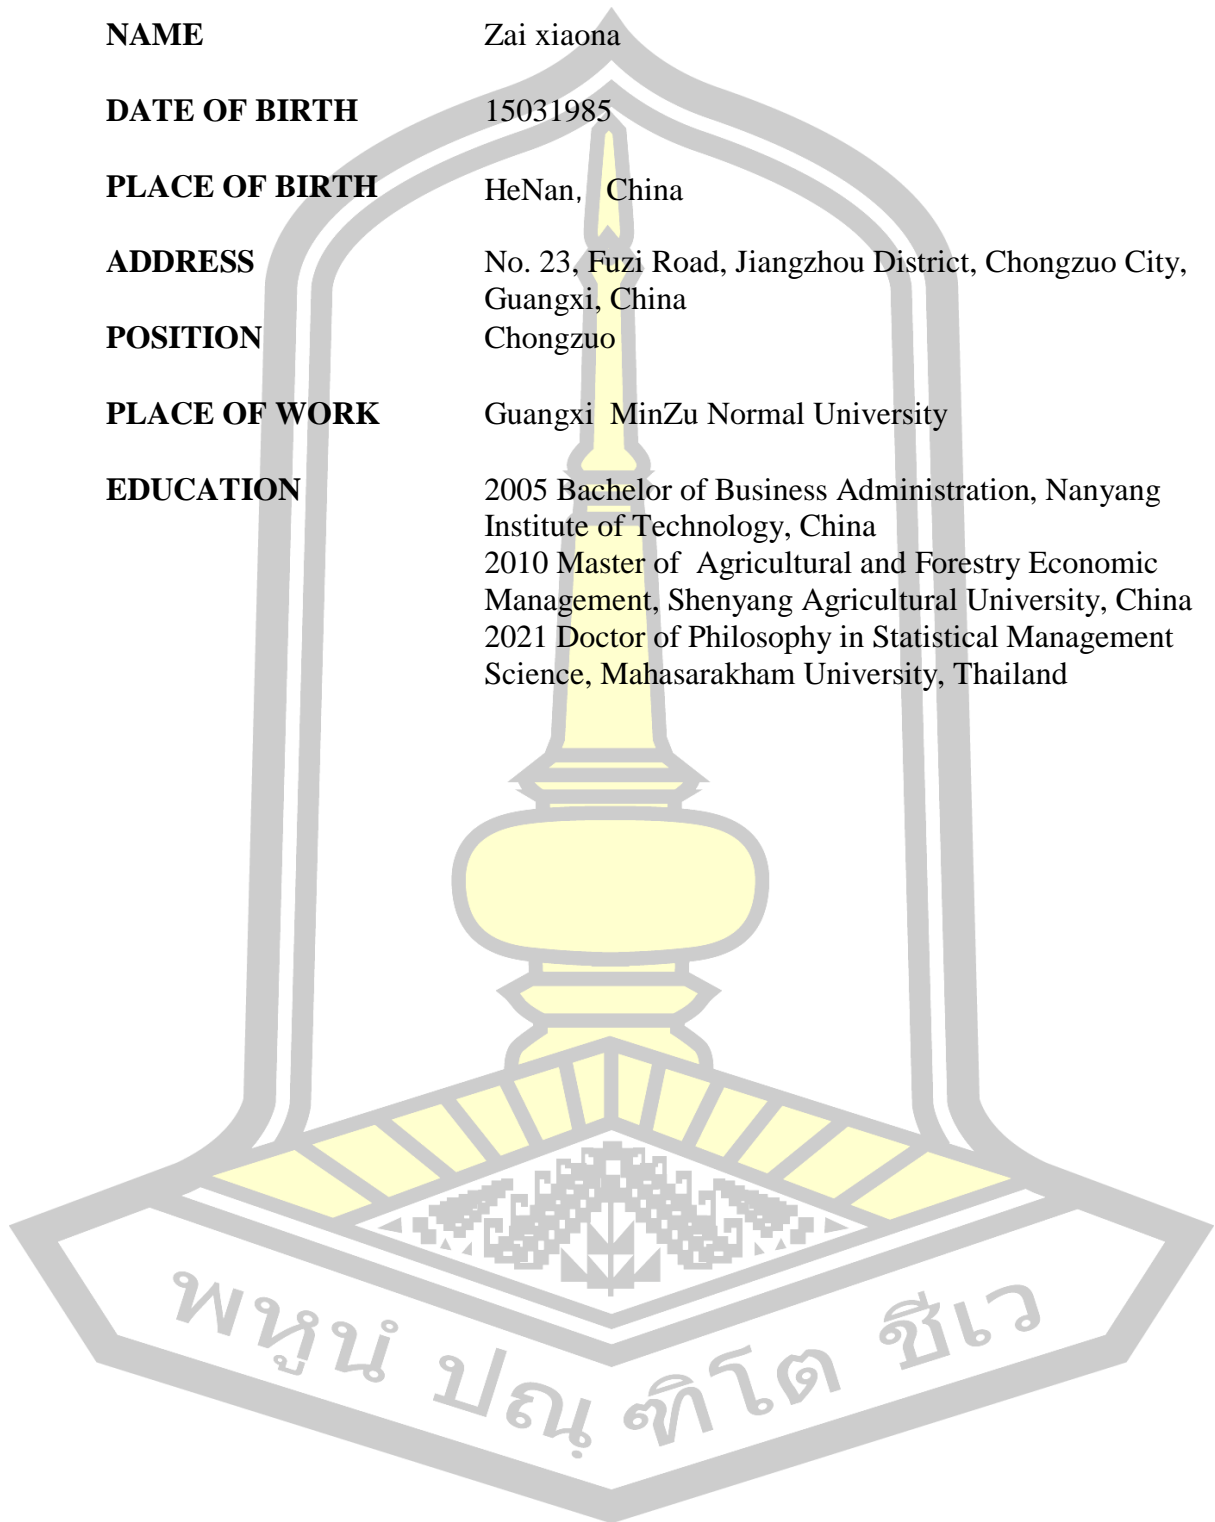 NAME Zai xiaona
DATE OF BIRTH 15031985
PLACE OF BIRTH HeNan, China
ADDRESS No. 23, Fuzi Road, Jiangzhou District, Chongzuo City,
Guangxi, China
POSITION Chongzuo
PLACE OF WORK Guangxi MinZu Normal University
EDUCATION 2005 Bachelor of Business Administration, Nanyang
Institute of Technology, China
2010 Master of Agricultural and Forestry Economic
Management, Shenyang Agricultural University, China
2021 Doctor of Philosophy in Statistical Management
Science, Mahasarakham University, Thailand
พหูนํ ปณฺฑิโต ชีเว